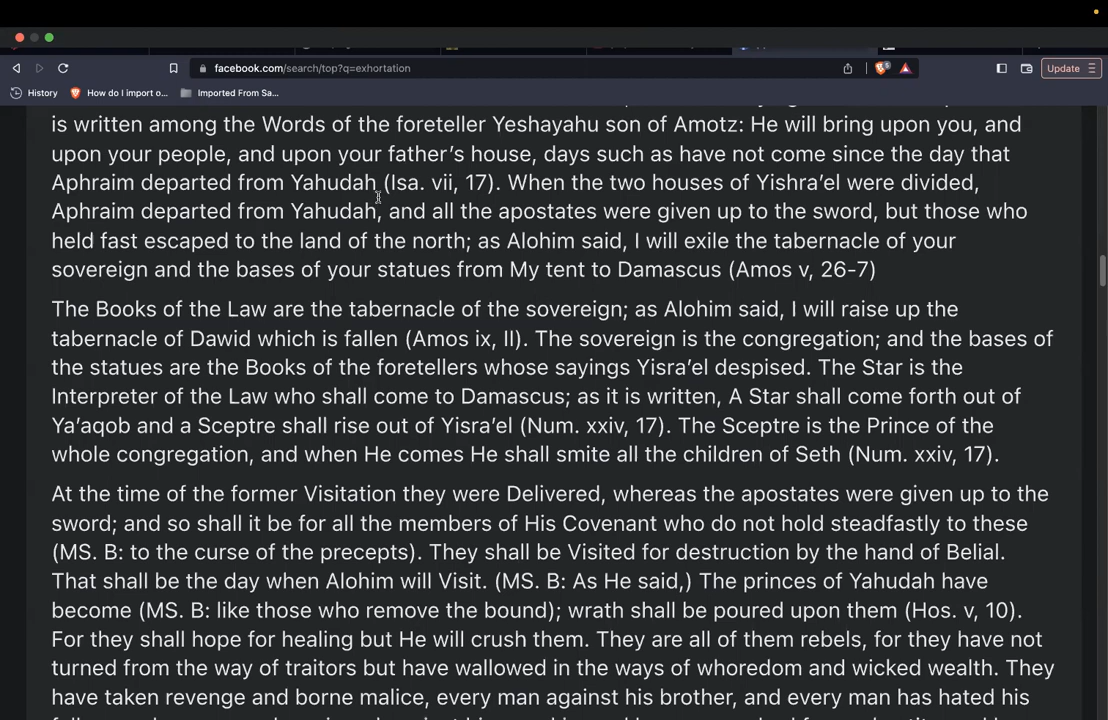 facebook.com/search/top?q=exhortation
Update
History
How do I import o...
Imported From Sa...
is written among the Words of the foreteller Yeshayahu son of Amotz: He will bring upon you, and
upon your people, and upon your father's house, days such as have not come since the day that
Aphraim departed from Yahudah (Isa. vii, 17). When the two houses of Yishra'el were divided,
Aphraim departed from Yahudah, and all the apostates were given up to the sword, but those who
held fast escaped to the land of the north; as Alohim said, I will exile the tabernacle of your
sovereign and the bases of your statues from My tent to Damascus (Amos v, 26-7)
The Books of the Law are the tabernacle of the sovereign; as Alohim said, I will raise up the
tabernacle of Dawid which is fallen (Amos ix, II). The sovereign is the congregation; and the bases of
the statues are the Books of the foretellers whose sayings Yisra'el despised. The Star is the
Interpreter of the Law who shall come to Damascus; as it is written, A Star shall come forth out of
Ya'aqob and a Sceptre shall rise out of Yisra'el (Num. xxiv, 17). The Sceptre is the Prince of the
whole congregation, and when He comes He shall smite all the children of Seth (Num. xxiv, 17).
At the time of the former Visitation they were Delivered, whereas the apostates were given up to the
sword; and so shall it be for all the members of His Covenant who do not hold steadfastly to these
(MS. B: to the curse of the precepts). They shall be Visited for destruction by the hand of Belial.
That shall be the day when Alohim will Visit. (MS. B: As He said,) The princes of Yahudah have
become (MS. B: like those who remove the bound); wrath shall be poured upon them (Hos. v, 10).
For they shall hope for healing but He will crush them. They are all of them rebels, for they have not
turned from the way of traitors but have wallowed in the ways of whoredom and wicked wealth. They
have taken revenge and borne malice, every man against his brother, and every man has hated his